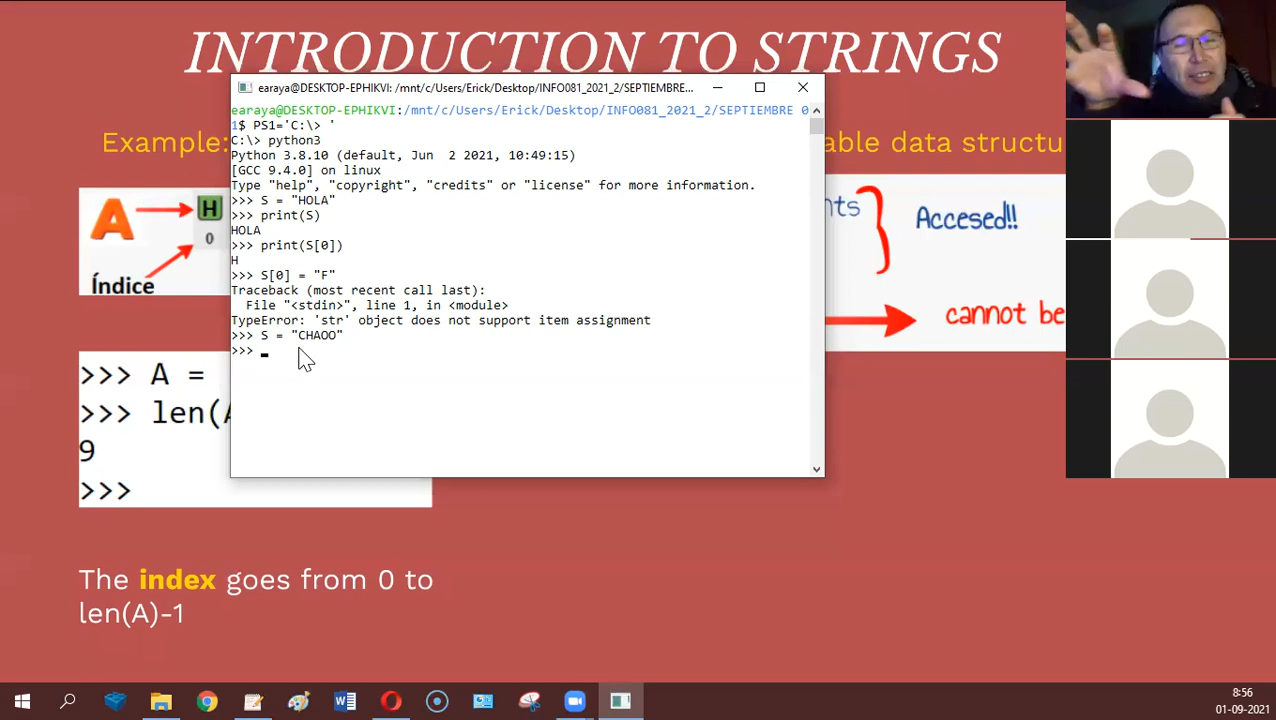 INTRODUCTION TO STRINGS
earaya@DESKTOP-EPHIKVI: /mnt/c/Users/Erick/Desktop/INFO081_2021_2/SEPTIEMBRE...
earaya@DESKTOP-EPHIKVI:/mnt/c/Users/Erick/Desktop/INFO081_2021_2/SEPTIEMBRE 0
1$ PS1='C:\> '
C:\> python3
Python 3.8.10 (default, Jun  2 2021, 10:49:15)
[GCC 9.4.0] on linux
Type "help", "copyright", "credits" or "license" for more information.
>>> S = "HOLA"
>>> print(S)
HOLA
>>> print(S[0])
H
>>> S[0] = "F"
Traceback (most recent call last):
  File "<stdin>", line 1, in <module>
TypeError: 'str' object does not support item assignment
>>> S = "CHAOO"
>>>
Example:
able data structu
A
H
0
Índice
nts
Accesed!!
cannot be
>>> A =
>>> len(A
9
>>>
The index goes from 0 to
len(A)-1
8:56
01-09-2021